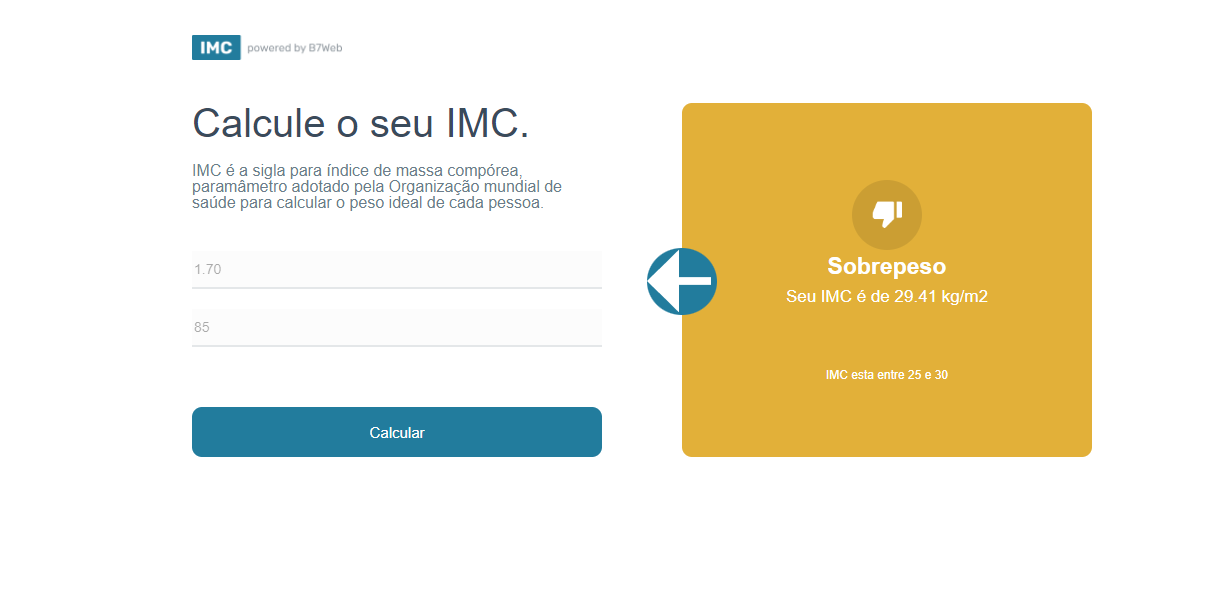 IMC powered by B7Web
Calcule o seu IMC.
IMC é a sigla para índice de massa compórea,
paramâmetro adotado pela Organização mundial de
saúde para calcular o peso ideal de cada pessoa.
1.70
85
Calcular
Sobrepeso
Seu IMC é de 29.41 kg/m2
IMC esta entre 25 e 30